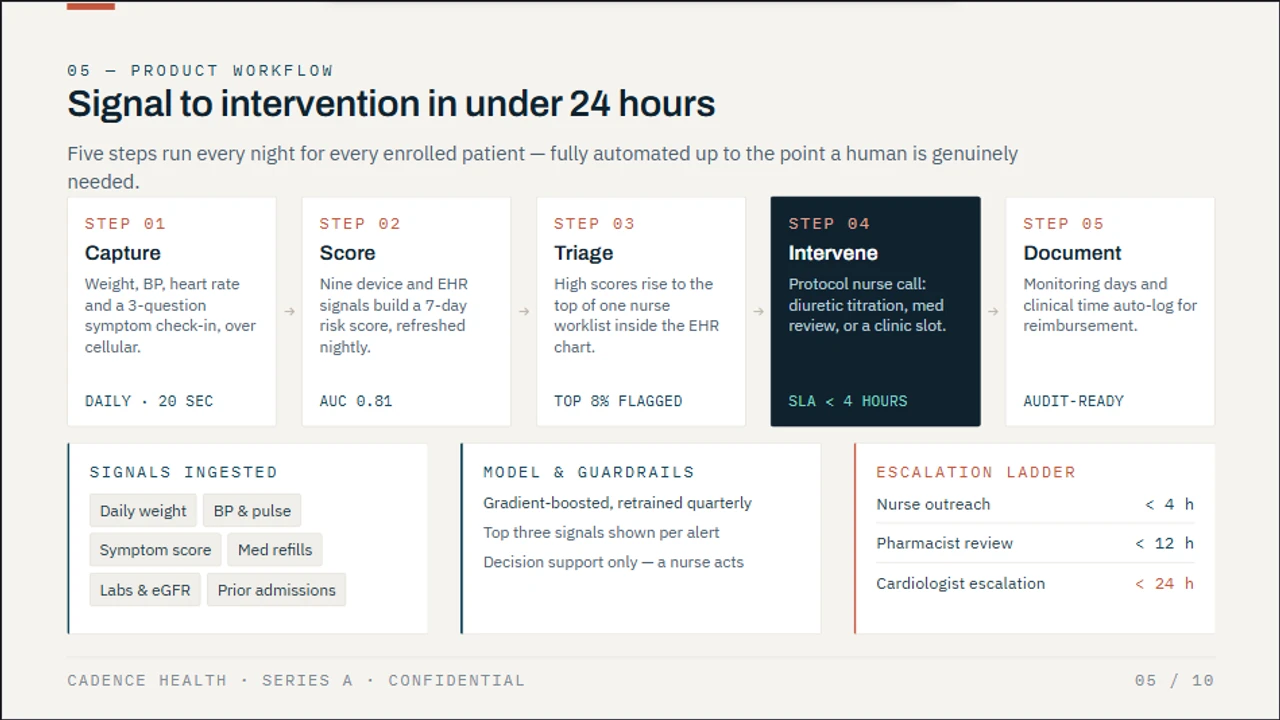 05 — PRODUCT WORKFLOW
Signal to intervention in under 24 hours
Five steps run every night for every enrolled patient — fully automated up to the point a human is genuinely
needed.
STEP 01
Capture
Weight, BP, heart rate
and a 3-question
symptom check-in, over
cellular.
DAILY · 20 SEC
→
STEP 02
Score
Nine device and EHR
signals build a 7-day
risk score, refreshed
nightly.
AUC 0.81
→
STEP 03
Triage
High scores rise to the
top of one nurse
worklist inside the EHR
chart.
TOP 8% FLAGGED
→
STEP 04
Intervene
Protocol nurse call:
diuretic titration, med
review, or a clinic slot.
SLA < 4 HOURS
→
STEP 05
Document
Monitoring days and
clinical time auto-log for
reimbursement.
AUDIT-READY
SIGNALS INGESTED
Daily weight BP & pulse
Symptom score Med refills
Labs & eGFR Prior admissions
MODEL & GUARDRAILS
Gradient-boosted, retrained quarterly
Top three signals shown per alert
Decision support only — a nurse acts
ESCALATION LADDER
Nurse outreach < 4 h
Pharmacist review < 12 h
Cardiologist escalation < 24 h
CADENCE HEALTH · SERIES A · CONFIDENTIAL
05 / 10